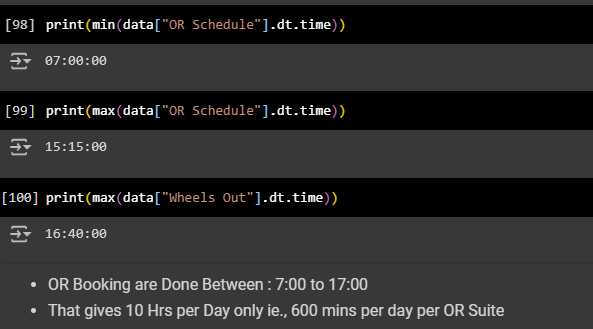 [98] print(min(data["OR Schedule"].dt.time))
07:00:00
[99] print(max(data["OR Schedule"].dt.time))
15:15:00
[100] print(max(data["Wheels Out"].dt.time))
16:40:00
• OR Booking are Done Between : 7:00 to 17:00
• That gives 10 Hrs per Day only ie., 600 mins per day per OR Suite